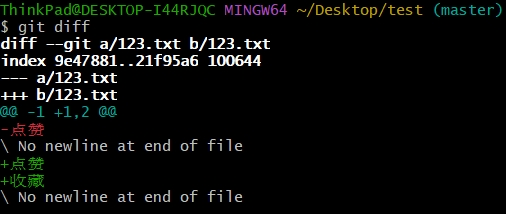 ThinkPad@DESKTOP-I44RJQC MINGW64 ~/Desktop/test (master)
$ git diff
diff --git a/123.txt b/123.txt
index 9e47881..21f95a6 100644
--- a/123.txt
+++ b/123.txt
@@ -1 +1,2 @@
-点赞
\ No newline at end of file
+点赞
+收藏
\ No newline at end of file